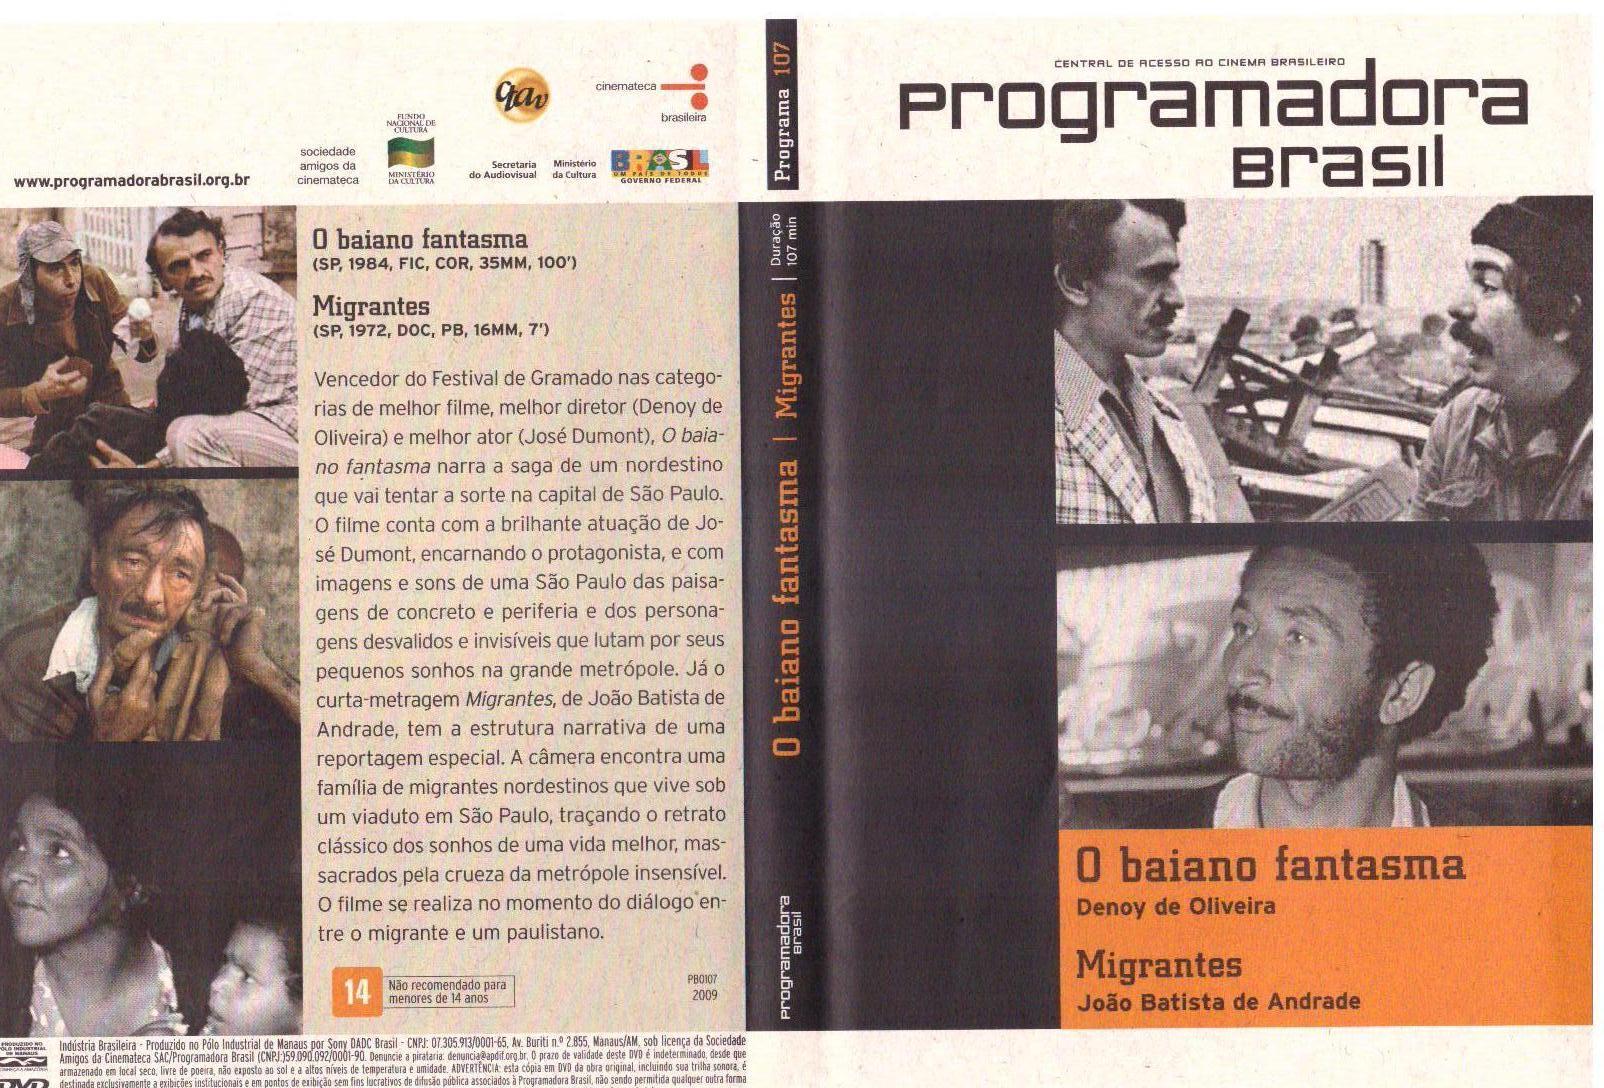 www.programadorabrasil.org.br
sociedade
amigos da
cinemateca
FUNDO
NACIONAL DE
CULTURA
MINISTÉRIO
DA CULTURA
ctav
Secretaria
do Audiovisual
Ministério
da Cultura
cinemateca
brasileira
BRASIL
UM PAÍS DE TODOS
GOVERNO FEDERAL
O baiano fantasma
(SP, 1984, FIC, COR, 35MM, 100')
Migrantes
(SP, 1972, DOC, PB, 16MM, 7')
Vencedor do Festival de Gramado nas catego-
rias de melhor filme, melhor diretor (Denoy de
Oliveira) e melhor ator (José Dumont), O baia-
no fantasma narra a saga de um nordestino
que vai tentar a sorte na capital de São Paulo.
O filme conta com a brilhante atuação de Jo-
sé Dumont, encarnando o protagonista, e com
imagens e sons de uma São Paulo das paisa-
gens de concreto e periferia e dos persona-
gens desvalidos e invisíveis que lutam por seus
pequenos sonhos na grande metrópole. Já o
curta-metragem Migrantes, de João Batista de
Andrade, tem a estrutura narrativa de uma
reportagem especial. A câmera encontra uma
família de migrantes nordestinos que vive sob
um viaduto em São Paulo, traçando o retrato
clássico dos sonhos de uma vida melhor, mas-
sacrados pela crueza da metrópole insensível.
O filme se realiza no momento do diálogo en-
tre o migrante e um paulistano.
14
Não recomendado para
menores de 14 anos
PB0107
2009
PRODUZIDO NO
PÓLO INDUSTRIAL
DE MANAUS
CONHEÇA A AMAZÔNIA
DVD
Indústria Brasileira - Produzido no Pólo Industrial de Manaus por Sony DADC Brasil - CNPJ: 07.305.913/0001-65, Av. Buriti n.º 2.855, Manaus/AM, sob licença da Sociedade
Amigos da Cinemateca SAC/Programadora Brasil (CNPJ:)59.090.092/0001-90. Denuncie a pirataria: denuncia@apdif.org.br. O prazo de validade deste DVD é indeterminado, desde que
armazenado em local seco, livre de poeira, não exposto ao sol e a altos níveis de temperatura e umidade. ADVERTÊNCIA: esta cópia em DVD da obra original, incluindo sua trilha sonora, é
destinada exclusivamente a exibições institucionais e em pontos de exibição sem fins lucrativos de difusão pública associados à Programadora Brasil, não sendo permitida qualquer outra forma
Programa 107
Duração
107 min
O baiano fantasma | Migrantes |
programadora
Brasil
CENTRAL DE ACESSO AO CINEMA BRASILEIRO
programadora
Brasil
O baiano fantasma
Denoy de Oliveira
Migrantes
João Batista de Andrade